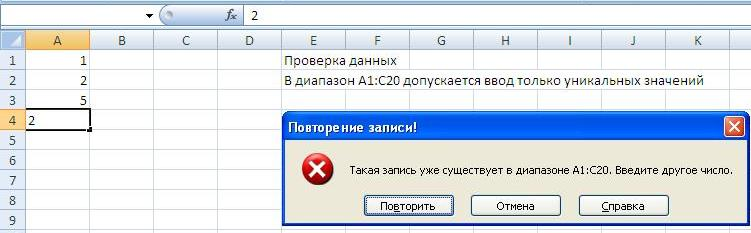 fx 2
A B C D E F G H I J K
1 1 Проверка данных
2 2 В диапазон A1:C20 допускается ввод только уникальных значений
3 5
4 2
Повторение записи!
5
6
Такая запись уже существует в диапазоне A1:C20. Введите другое число.
7
8
Повторить Отмена Справка
9